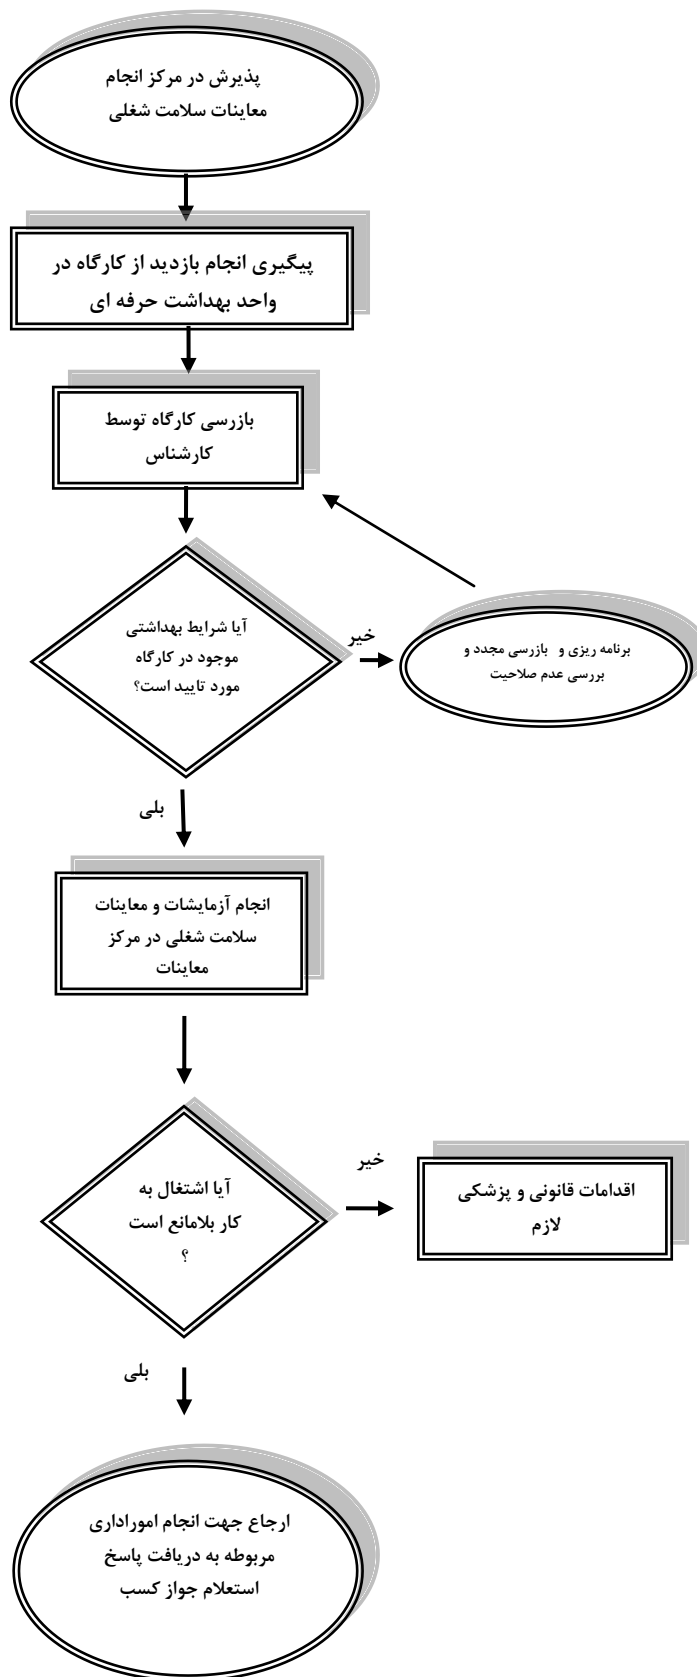 پذیرش در مرکز انجام
معاینات سلامت شغلی
پیگیری انجام بازدید از کارگاه در
واحد بهداشت حرفه ای
بازرسی کارگاه توسط
کارشناس
آیا شرایط بهداشتی
موجود در کارگاه
مورد تایید است؟
خیر
برنامه ریزی و بازرسی مجدد و
بررسی عدم صلاحیت
بلی
انجام آزمایشات و معاینات
سلامت شغلی در مرکز
معاینات
آیا اشتغال به
کار بلامانع است
؟
خیر
اقدامات قانونی و پزشکی
لازم
بلی
ارجاع جهت انجام اموراداری
مربوطه به دریافت پاسخ
استعلام جواز کسب